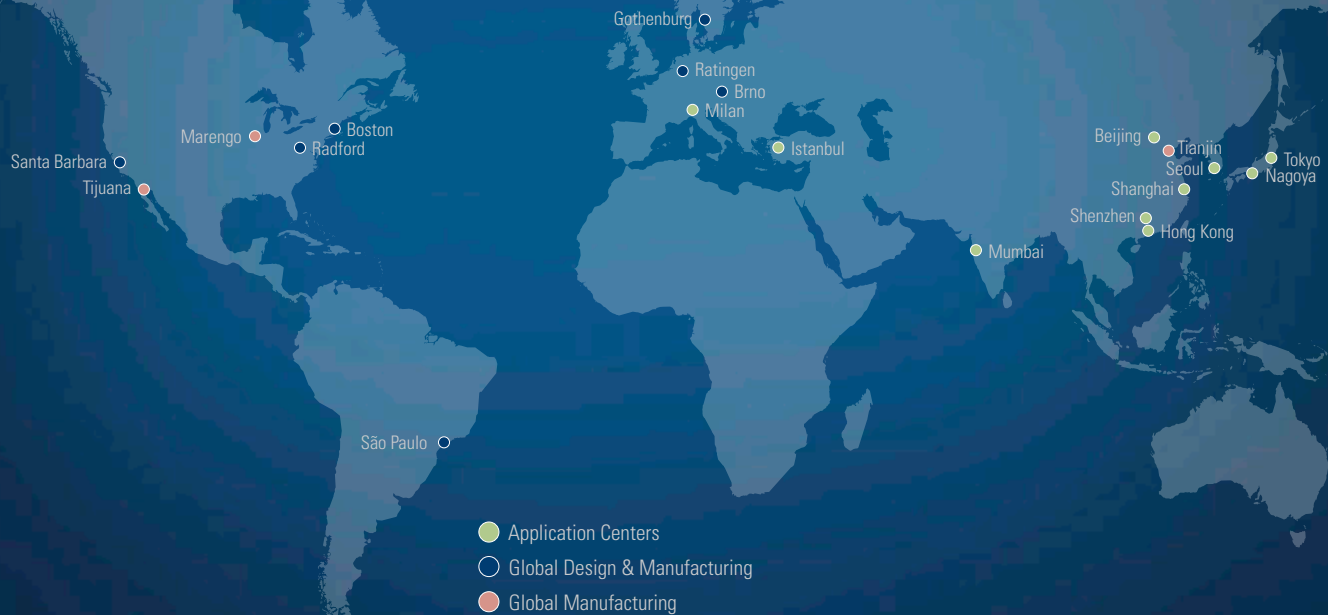 Gothenburg
Ratingen
Brno
Milan
Istanbul
Marengo
Boston
Radford
Santa Barbara
Tijuana
São Paulo
Beijing
Tianjin
Seoul
Tokyo
Nagoya
Shanghai
Shenzhen
Hong Kong
Mumbai
Application Centers
Global Design & Manufacturing
Global Manufacturing